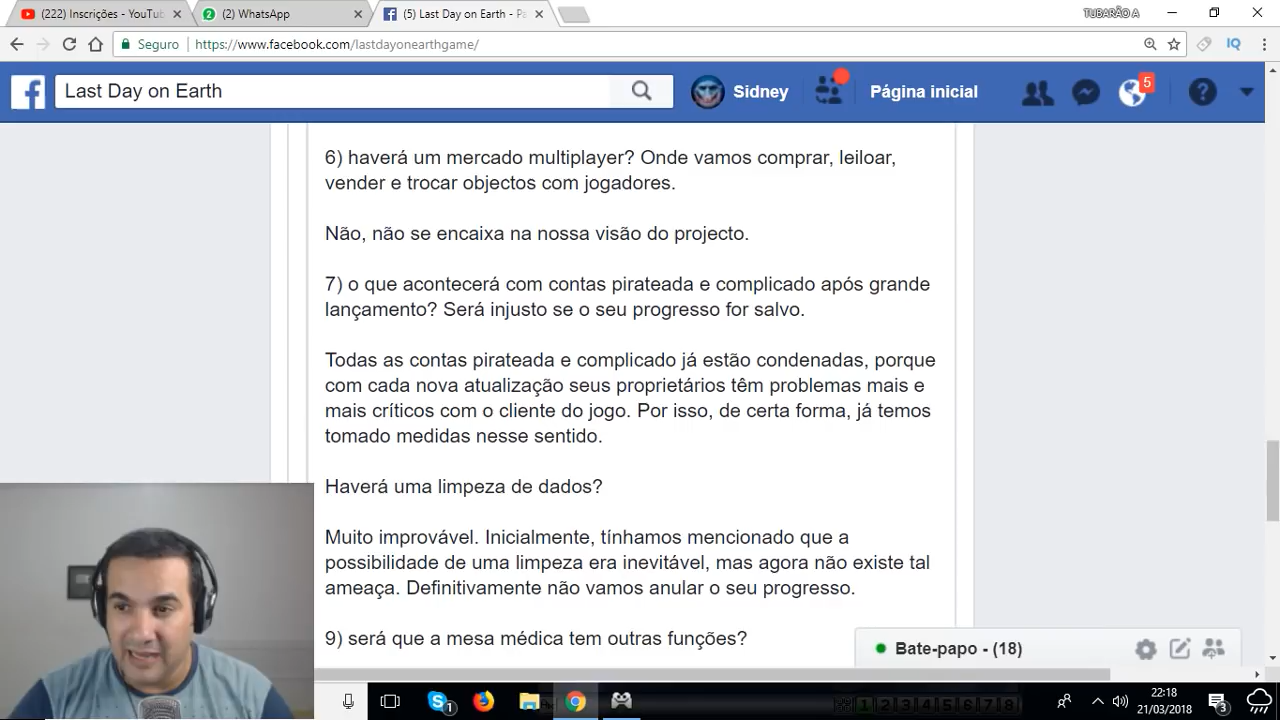 (222) Inscrições - YouTub
(2) WhatsApp
(5) Last Day on Earth - Pa
TUBARÃO A
Seguro
https://www.facebook.com/lastdayonearthgame/
IQ
Last Day on Earth
Sidney
Página inicial
5
6) haverá um mercado multiplayer? Onde vamos comprar, leiloar,
vender e trocar objectos com jogadores.
Não, não se encaixa na nossa visão do projecto.
7) o que acontecerá com contas pirateada e complicado após grande
lançamento? Será injusto se o seu progresso for salvo.
Todas as contas pirateada e complicado já estão condenadas, porque
com cada nova atualização seus proprietários têm problemas mais e
mais críticos com o cliente do jogo. Por isso, de certa forma, já temos
tomado medidas nesse sentido.
Haverá uma limpeza de dados?
Muito improvável. Inicialmente, tínhamos mencionado que a
possibilidade de uma limpeza era inevitável, mas agora não existe tal
ameaça. Definitivamente não vamos anular o seu progresso.
9) será que a mesa médica tem outras funções?
Bate-papo - (18)
1
22:18
21/03/2018
3